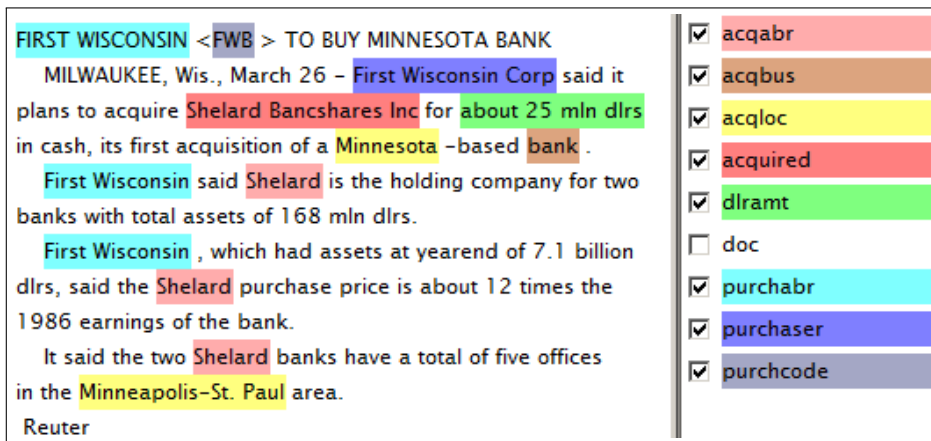 FIRST WISCONSIN <FWB > TO BUY MINNESOTA BANK
MILWAUKEE, Wis., March 26 - First Wisconsin Corp said it
plans to acquire Shelard Bancshares Inc for about 25 mln dlrs
in cash, its first acquisition of a Minnesota -based bank .
First Wisconsin said Shelard is the holding company for two
banks with total assets of 168 mln dlrs.
First Wisconsin , which had assets at yearend of 7.1 billion
dlrs, said the Shelard purchase price is about 12 times the
1986 earnings of the bank.
It said the two Shelard banks have a total of five offices
in the Minneapolis-St. Paul area.
Reuter
acqabr
acqbus
acqloc
acquired
dlramt
doc
purchabr
purchaser
purchcode